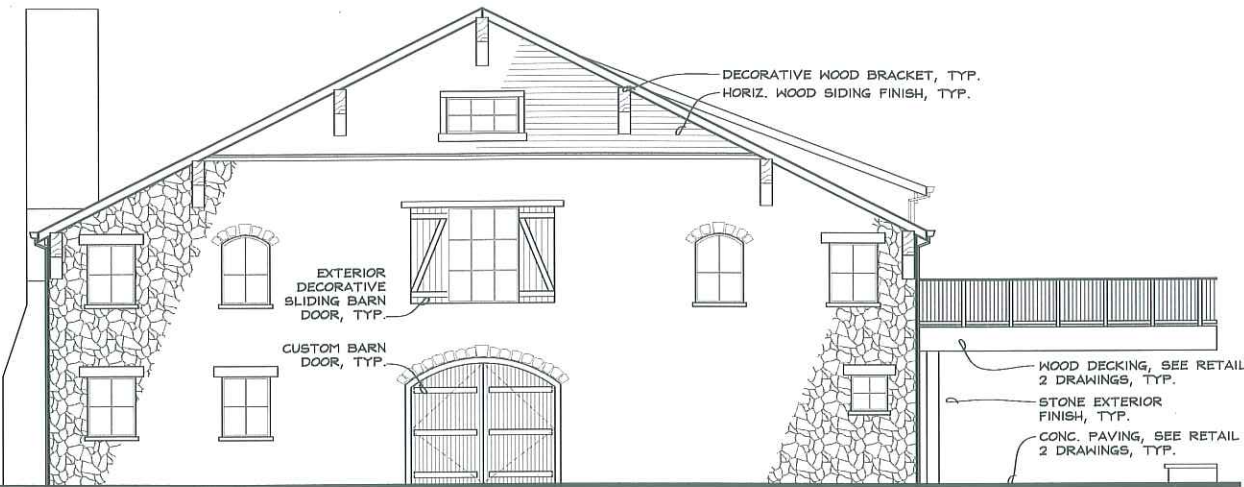 DECORATIVE WOOD BRACKET, TYP.
HORIZ. WOOD SIDING FINISH, TYP.
EXTERIOR
DECORATIVE
SLIDING BARN
DOOR, TYP.
CUSTOM BARN
DOOR, TYP.
WOOD DECKING, SEE RETAIL
2 DRAWINGS, TYP.
STONE EXTERIOR
FINISH, TYP.
CONC. PAVING, SEE RETAIL
2 DRAWINGS, TYP.